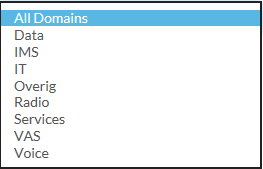 All Domains
Data
IMS
IT
Overig
Radio
Services
VAS
Voice